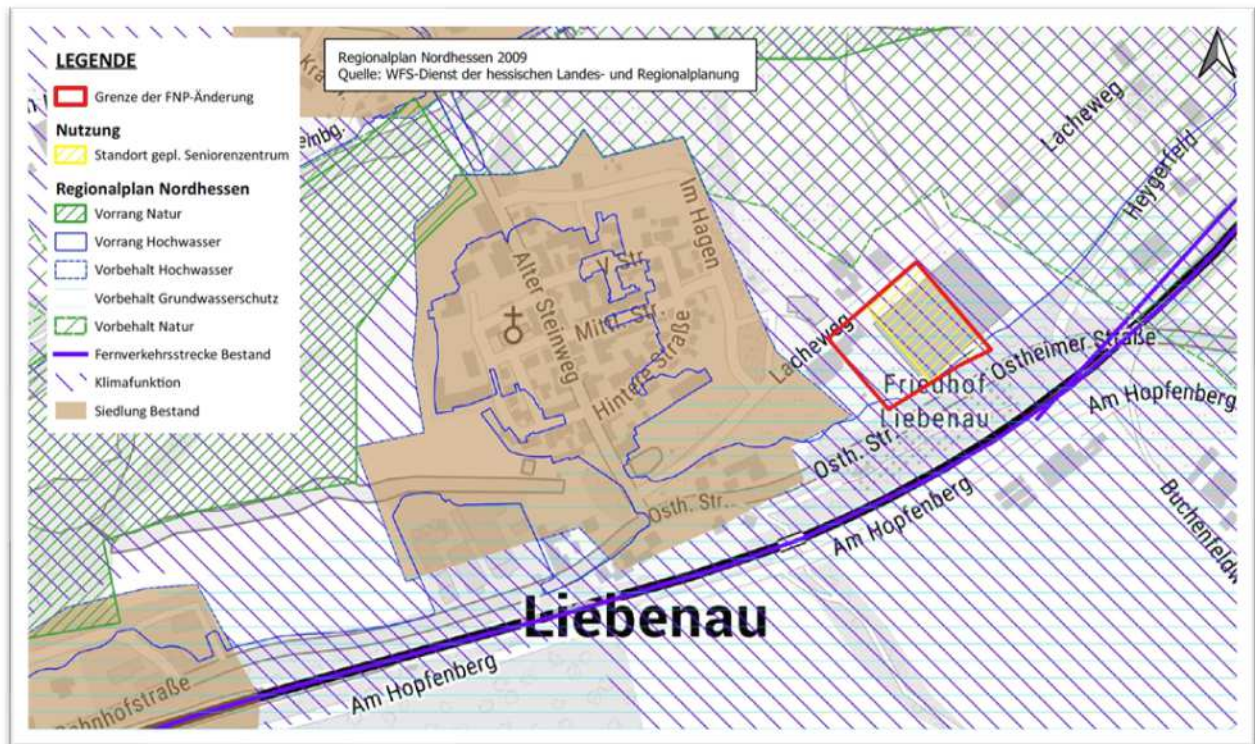 LEGENDE
Grenze der FNP-Änderung
Nutzung
Standort gepl. Seniorenzentrum
Regionalplan Nordhessen
Vorrang Natur
Vorrang Hochwasser
Vorbehalt Hochwasser
Vorbehalt Grundwasserschutz
Vorbehalt Natur
Fernverkehrsstrecke Bestand
Klimafunktion
Siedlung Bestand
Regionalplan Nordhessen 2009
Quelle: WFS-Dienst der hessischen Landes- und Regionalplanung
Lacheweg
Heygerfeld
Im Hagen
Alter Steinweg
Mittl. Str.
Hintere Straße
Lacheweg
Ostheimer Straße
Friedhof
Liebenau
Am Hopfenberg
Osth. Str.
Osth. Str.
Am Hopfenberg
Liebenau
Am Hopfenberg
Bahnhofstraße